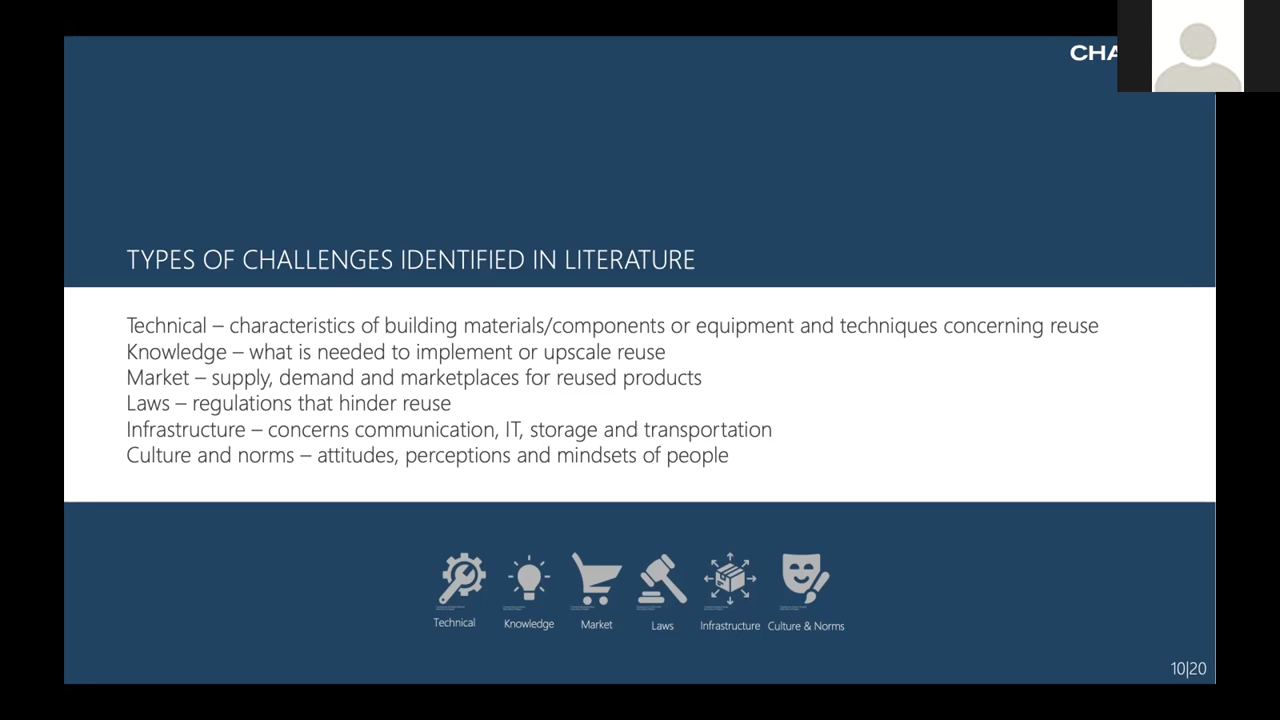 CHA
TYPES OF CHALLENGES IDENTIFIED IN LITERATURE
Technical – characteristics of building materials/components or equipment and techniques concerning reuse
Knowledge – what is needed to implement or upscale reuse
Market – supply, demand and marketplaces for reused products
Laws – regulations that hinder reuse
Infrastructure – concerns communication, IT, storage and transportation
Culture and norms – attitudes, perceptions and mindsets of people
Technical Knowledge Market Laws Infrastructure Culture & Norms
10|20